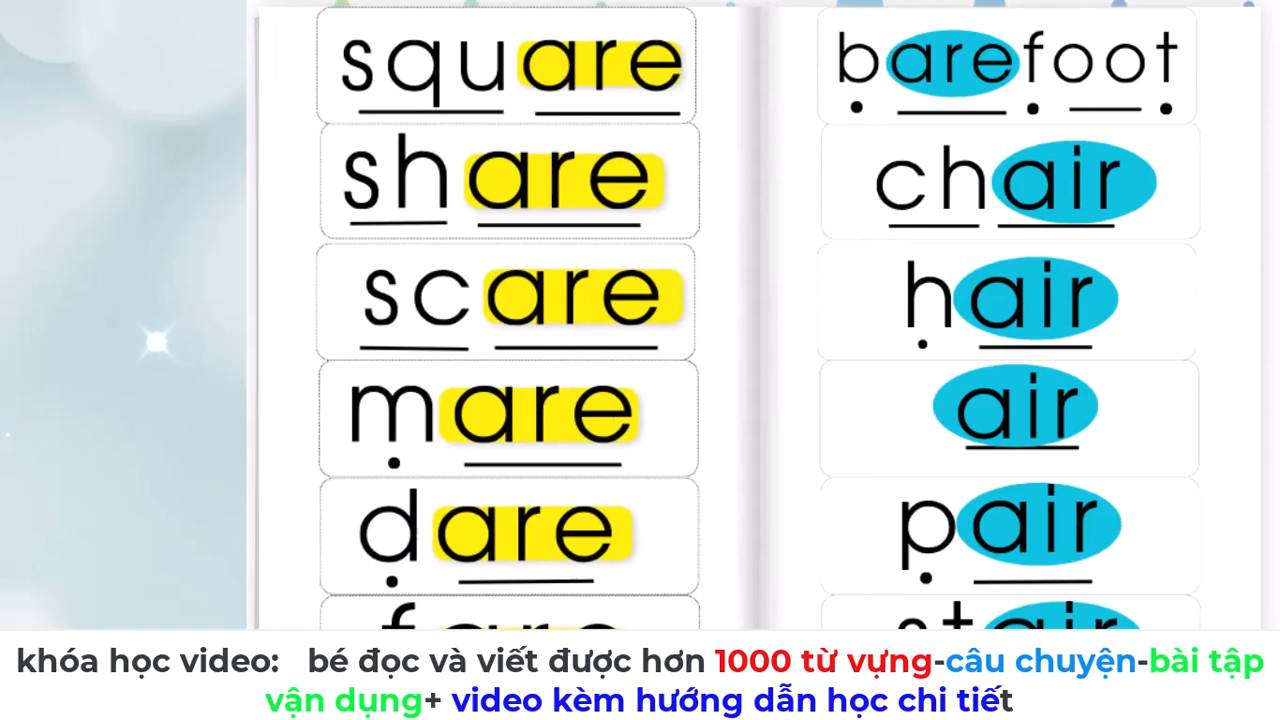 square
share
scare
mare
dare
barefoot
chair
hair
air
pair
stair
khóa học video: bé đọc và viết được hơn 1000 từ vựng-câu chuyện-bài tập
vận dụng+ video kèm hướng dẫn học chi tiết